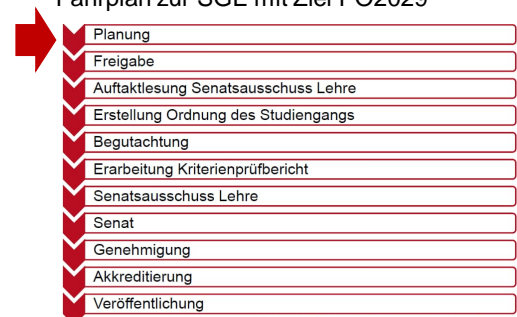 Fahrplan zur SGE mit Ziel PO2029
Planung
Freigabe
Auftaktlesung Senatsausschuss Lehre
Erstellung Ordnung des Studiengangs
Begutachtung
Erarbeitung Kriterienprüfbericht
Senatsausschuss Lehre
Senat
Genehmigung
Akkreditierung
Veröffentlichung